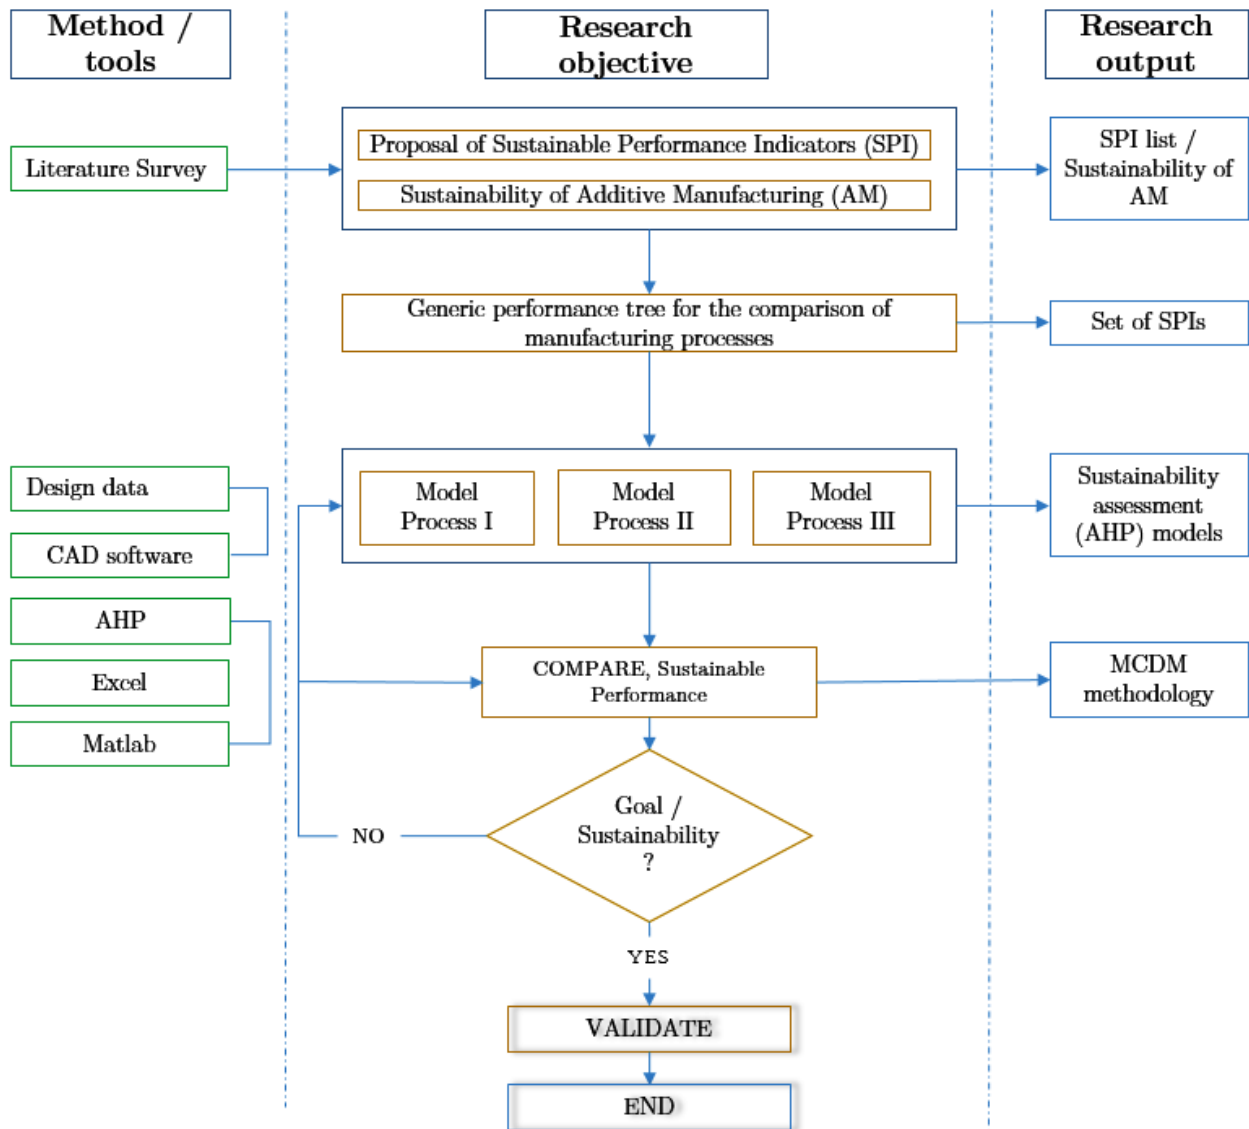 Method /
tools
Research
objective
Research
output
Literature Survey
Proposal of Sustainable Performance Indicators (SPI)
Sustainability of Additive Manufacturing (AM)
SPI list /
Sustainability of
AM
Generic performance tree for the comparison of
manufacturing processes
Set of SPIs
Design data
CAD software
Model
Process I
Model
Process II
Model
Process III
Sustainability
assessment
(AHP) models
AHP
Excel
Matlab
COMPARE, Sustainable
Performance
MCDM
methodology
Goal /
Sustainability
?
NO
YES
VALIDATE
END